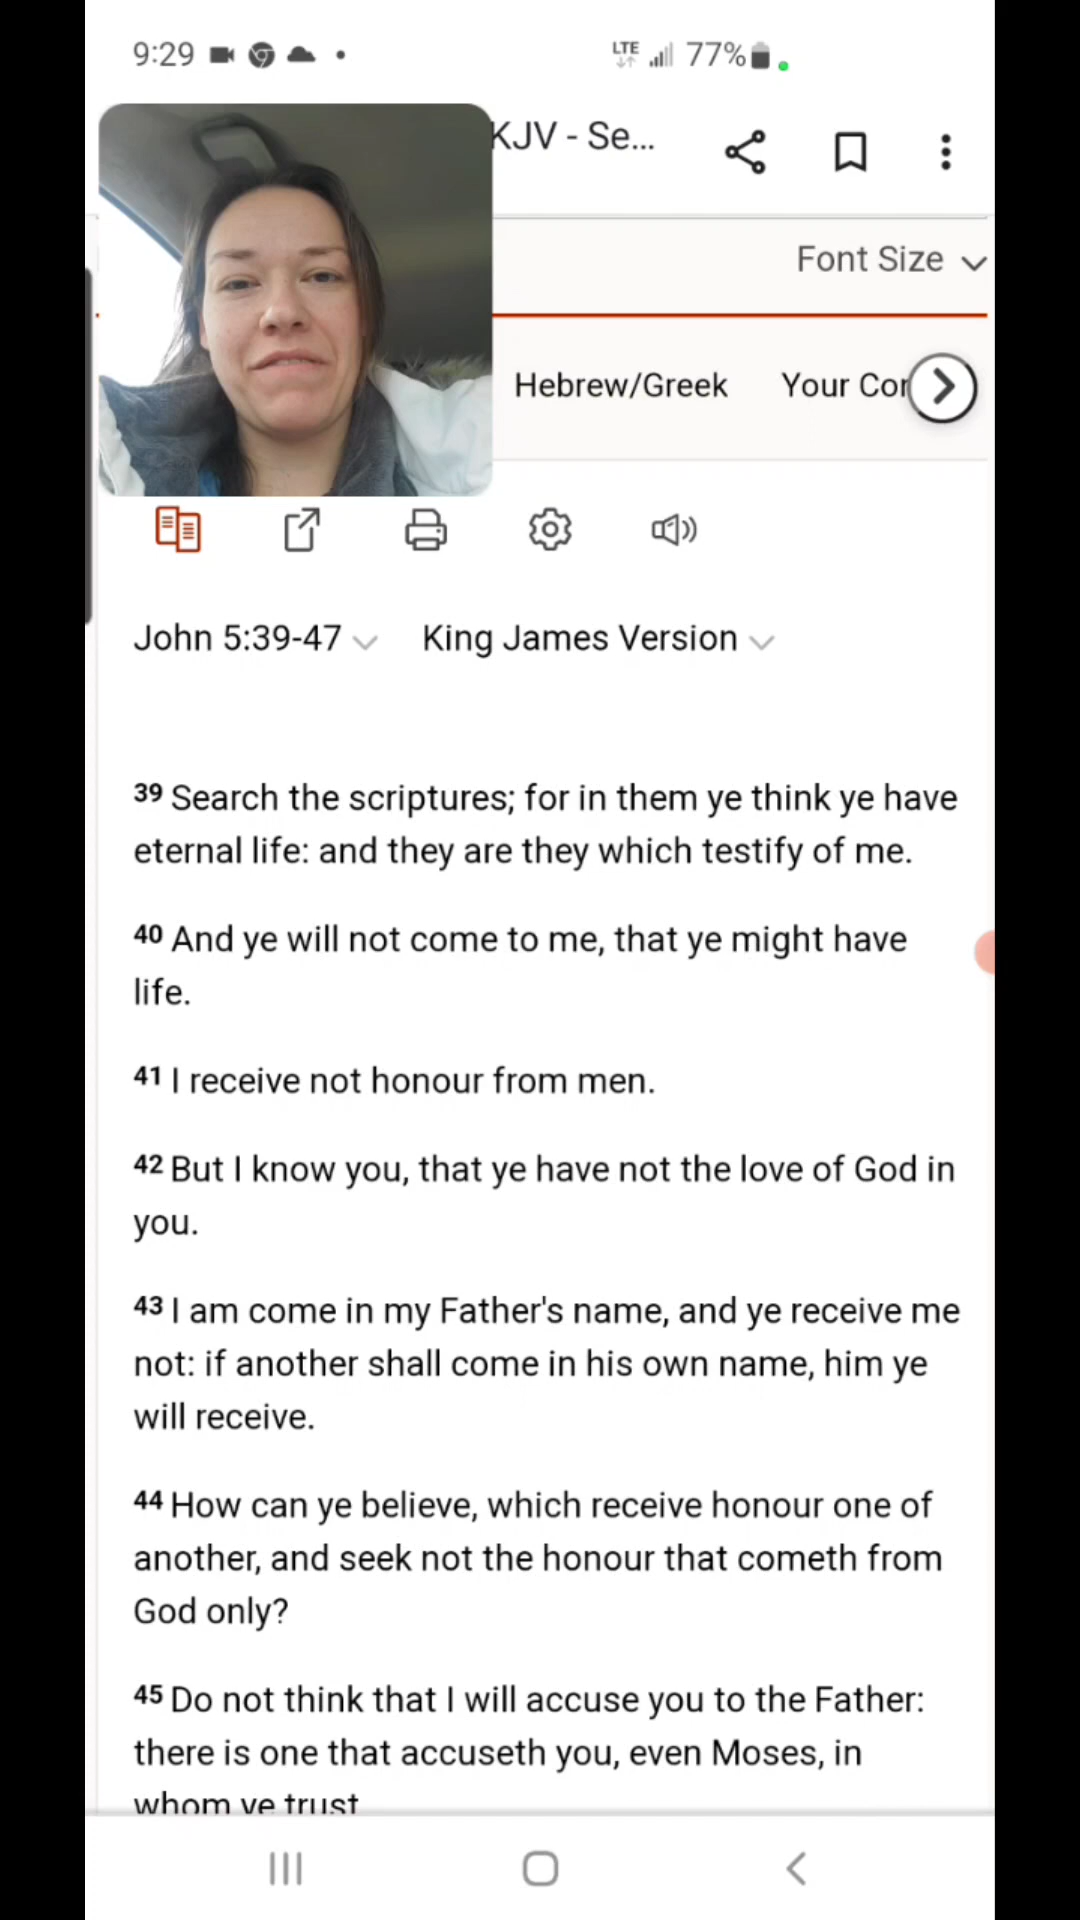 9:29
LTE
77%
KJV - Se...
Font Size
Hebrew/Greek Your Cor
John 5:39-47 King James Version
39 Search the scriptures; for in them ye think ye have
eternal life: and they are they which testify of me.
40 And ye will not come to me, that ye might have
life.
41 I receive not honour from men.
42 But I know you, that ye have not the love of God in
you.
43 I am come in my Father's name, and ye receive me
not: if another shall come in his own name, him ye
will receive.
44 How can ye believe, which receive honour one of
another, and seek not the honour that cometh from
God only?
45 Do not think that I will accuse you to the Father:
there is one that accuseth you, even Moses, in
whom ye trust